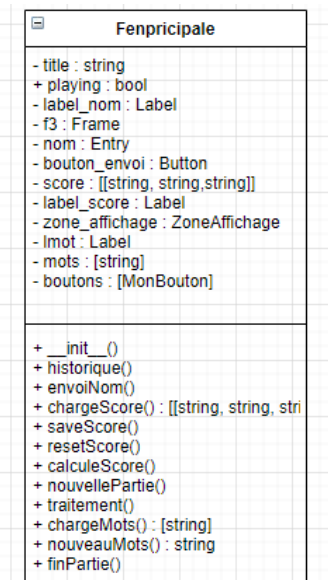 Fenpricipale
- title : string
+ playing : bool
- label_nom : Label
- f3 : Frame
- nom : Entry
- bouton_envoi : Button
- score : [[string, string,string]]
- label_score : Label
- zone_affichage : ZoneAffichage
- lmot : Label
- mots : [string]
- boutons : [MonBouton]
+ __init__()
+ historique()
+ envoiNom()
+ chargeScore() : [[string, string, stri
+ saveScore()
+ resetScore()
+ calculeScore()
+ nouvellePartie()
+ traitement()
+ chargeMots() : [string]
+ nouveauMots() : string
+ finPartie()